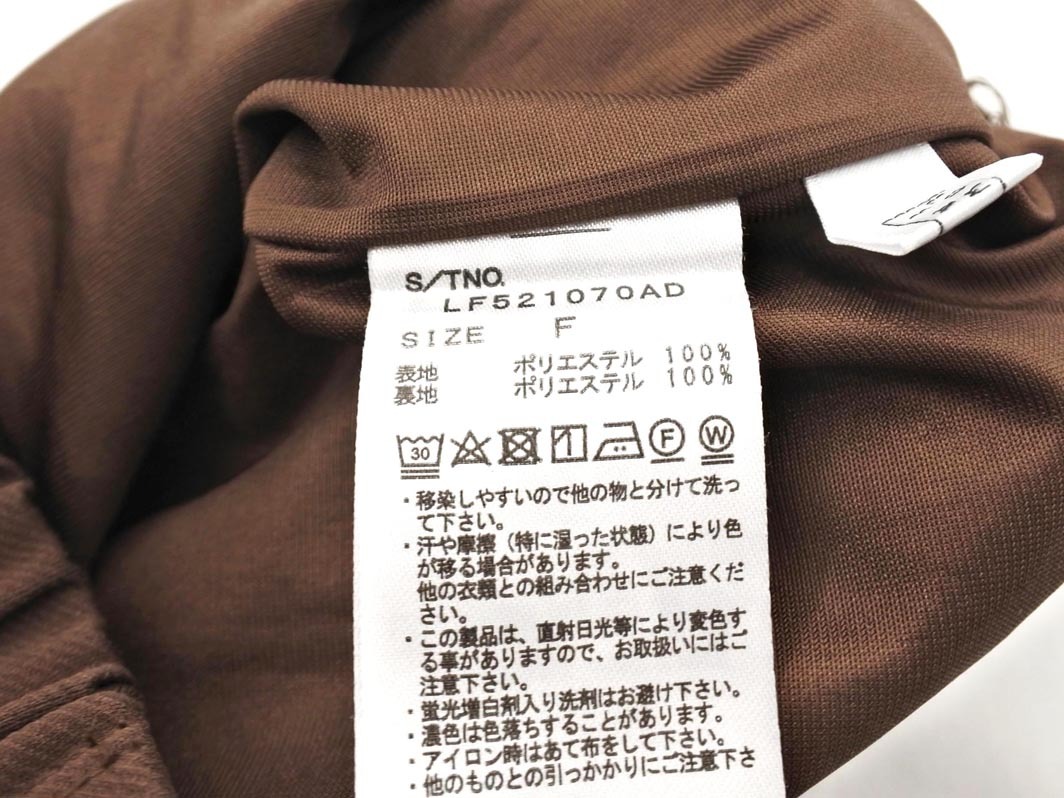 S/TNO.
LF521070AD
SIZE F
表地 ポリエステル 100%
裏地 ポリエステル 100%
30 F W
・移染しやすいので他の物と分けて洗っ
て下さい。
・汗や摩擦（特に湿った状態）により色
が移る場合があります。
他の衣類との組み合わせにご注意くだ
さい。
・この製品は、直射日光等により変色す
る事がありますので、お取扱いにはご
注意下さい。
・蛍光増白剤入り洗剤はお避け下さい。
・濃色は色落ちすることがあります。
・アイロン時はあて布をして下さい。
・他のものとの引っかかりにより製品下さ